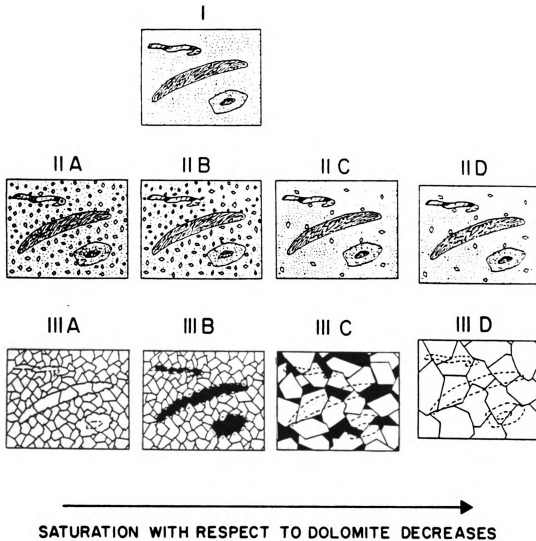 I
II A II B II C II D
III A III B III C III D
SATURATION WITH RESPECT TO DOLOMITE DECREASES